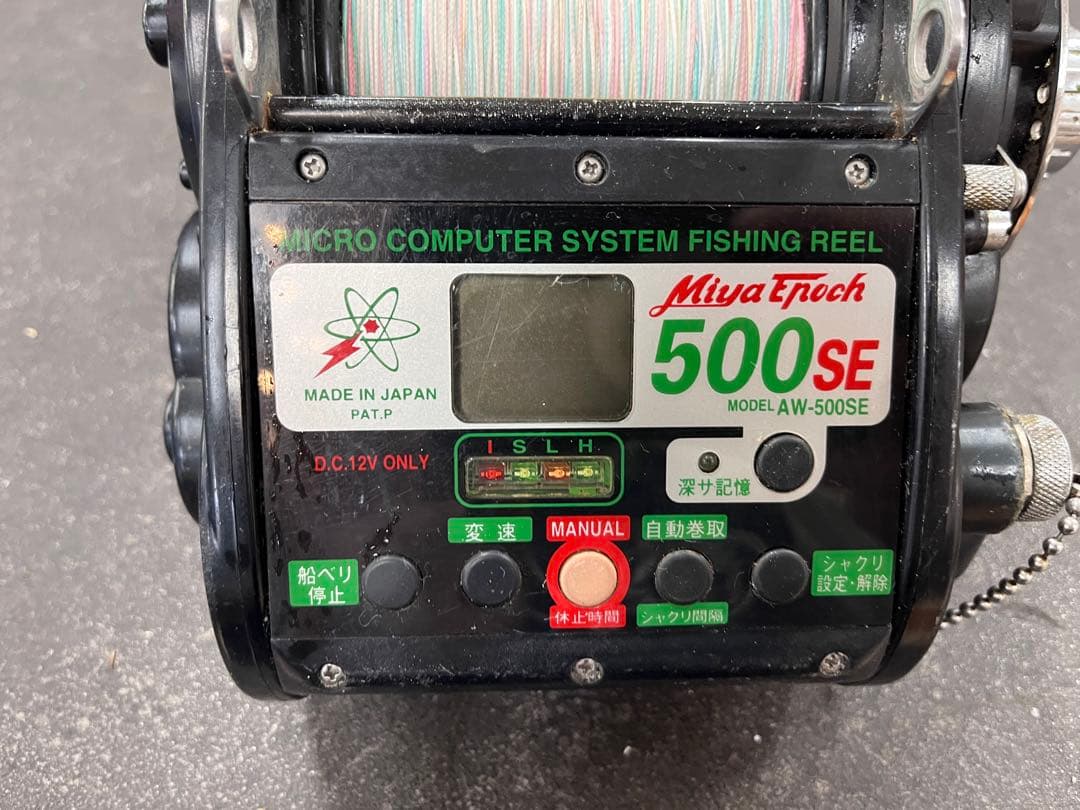 MICRO COMPUTER SYSTEM FISHING REEL
Miya Epoch
500SE
MODEL AW-500SE
MADE IN JAPAN
PAT.P
D.C.12V ONLY
I S L H
深サ記憶
船ベリ
停止
変速
MANUAL
休止時間
自動巻取
シャクリ間隔
シャクリ
設定・解除